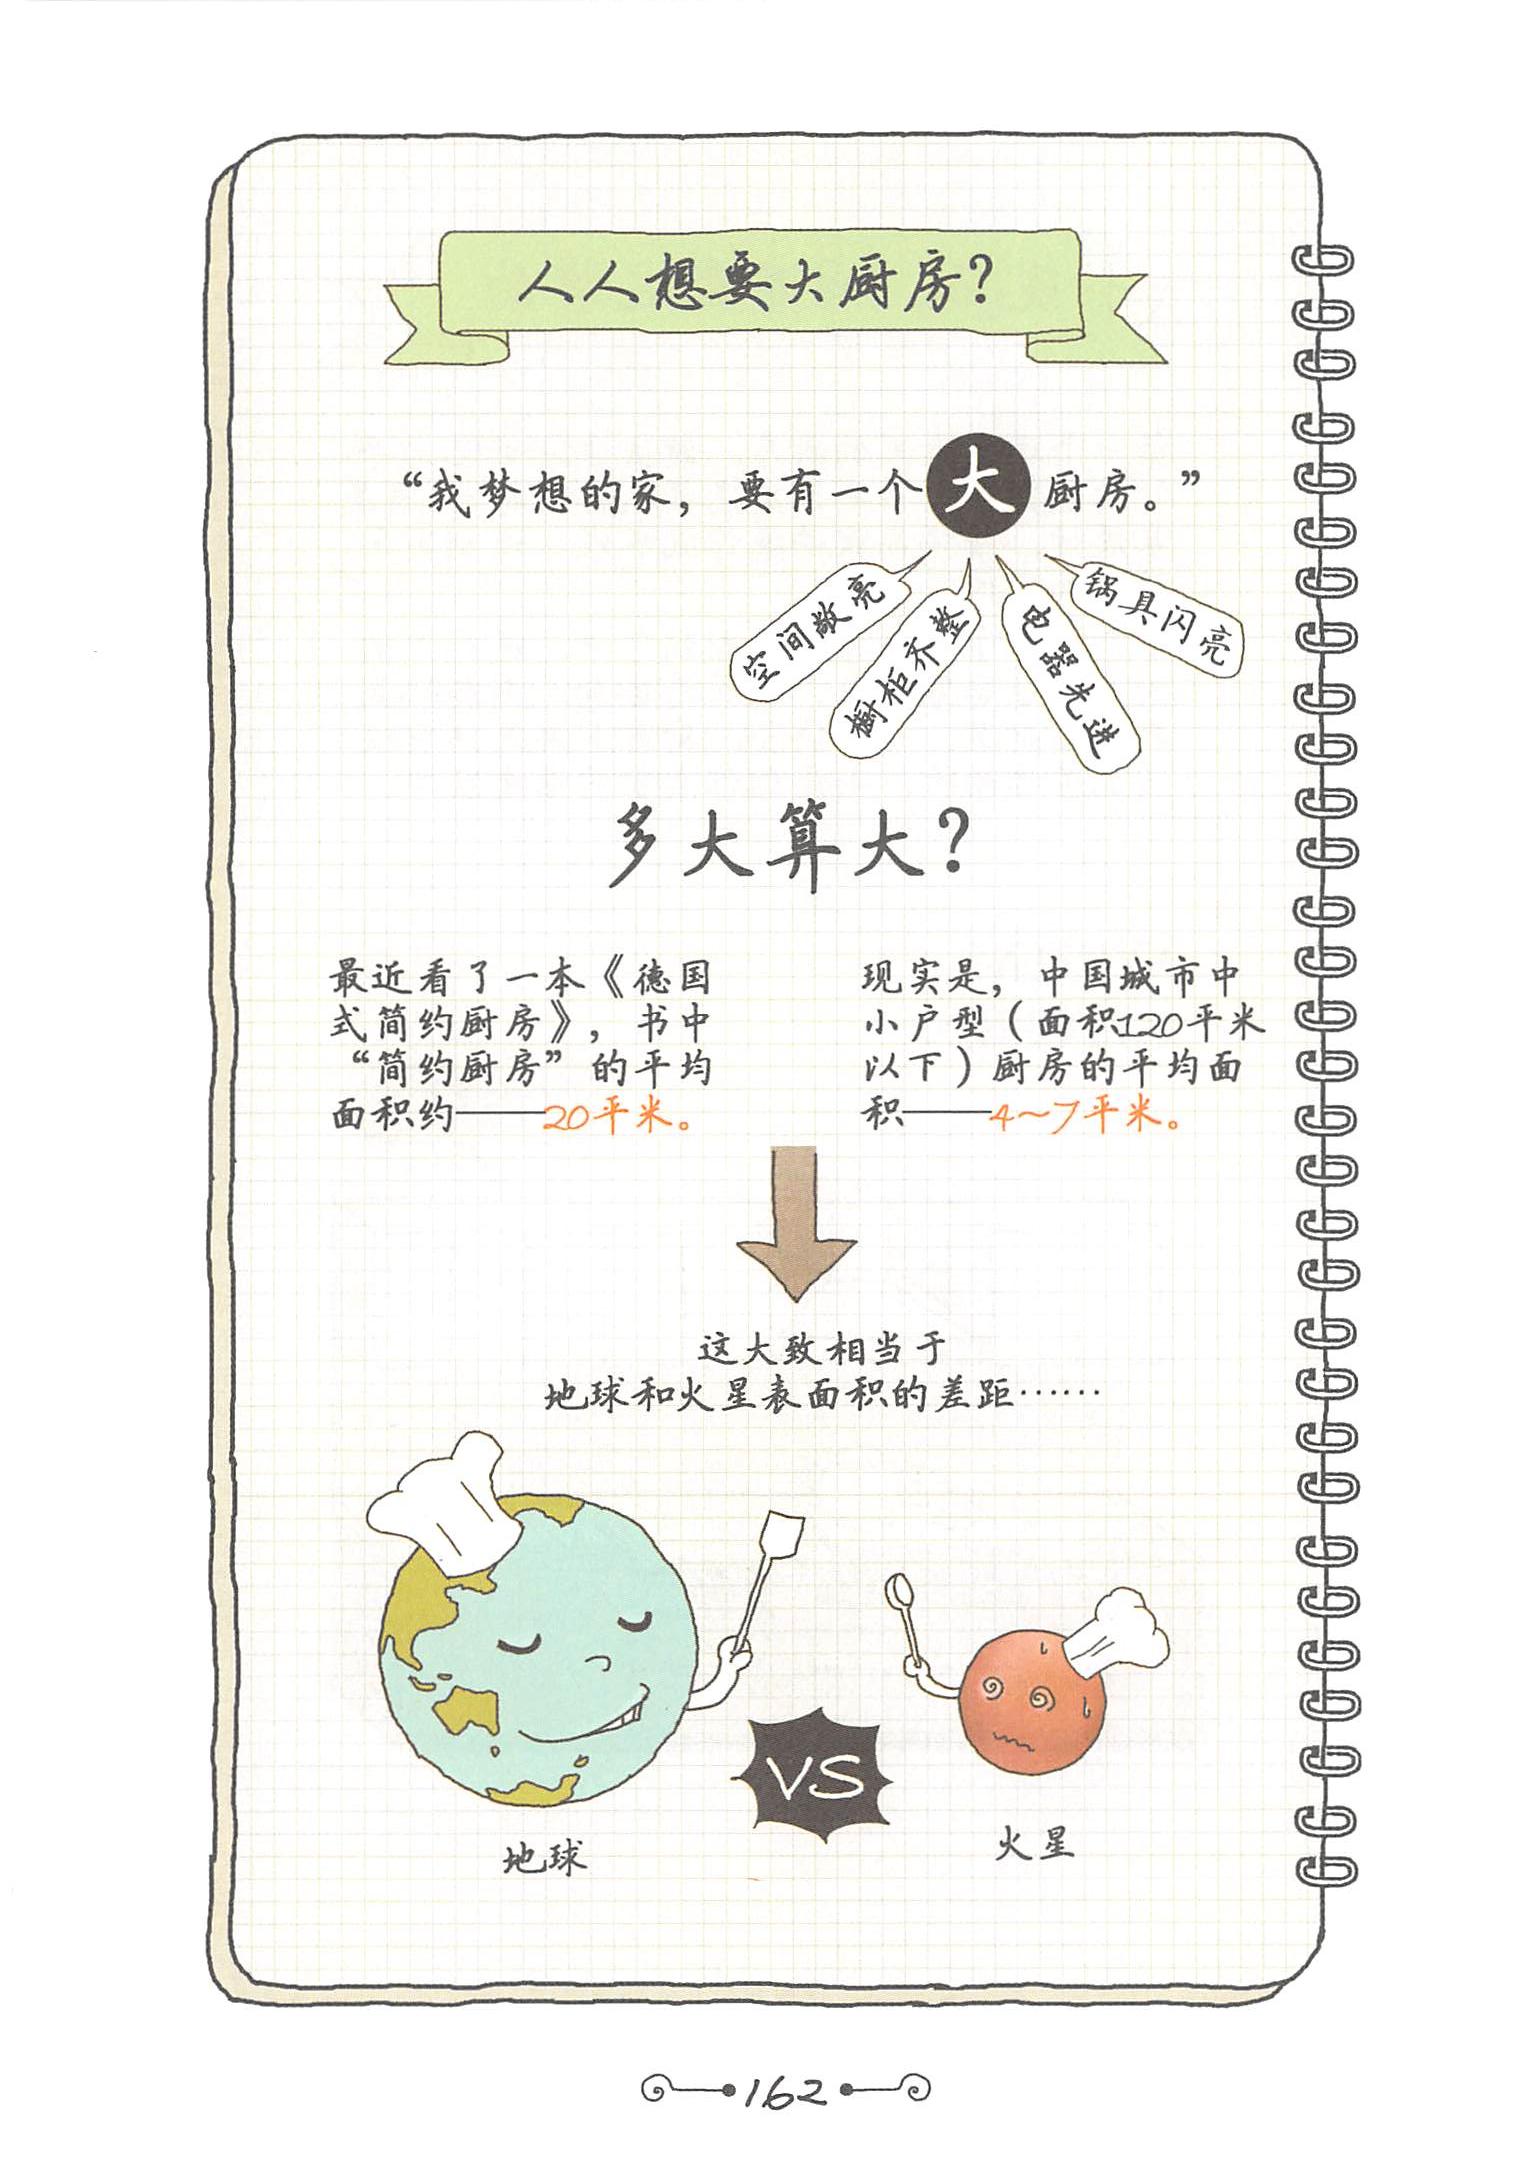 人人想要大厨房?
“我梦想的家，要有一个大厨房。”
空间敞亮
橱柜齐整
电器先进
锅具闪亮
多大算大?
最近看了一本《德国
式简约厨房》，书中
“简约厨房”的平均
面积约——20平米。
现实是，中国城市中
小户型（面积120平米
以下）厨房的平均面
积——4～7平米。
这大致相当于
地球和火星表面积的差距……
VS
地球
火星
162